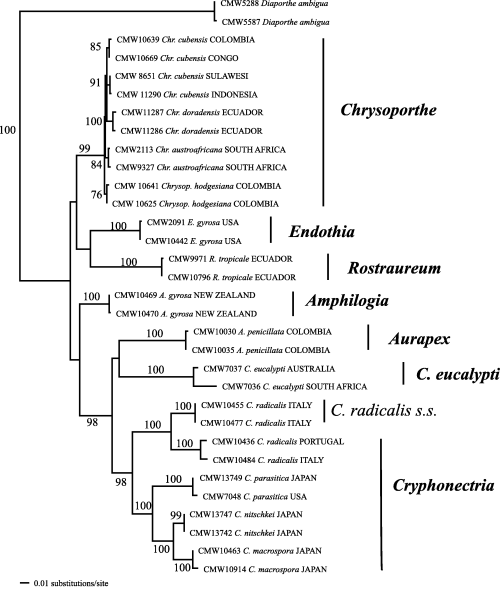 CMW5288 Diaporthe ambigua
CMW5587 Diaporthe ambigua
CMW10639 Chr. cubensis COLOMBIA
85
CMW10669 Chr. cubensis CONGO
CMW 8651 Chr. cubensis SULAWESI
91
CMW 11290 Chr. cubensis INDONESIA
CMW11287 Chr. doradensis ECUADOR
Chrysoporthe
100
100
CMW11286 Chr. doradensis ECUADOR
99
CMW2113 Chr. austroafricana SOUTH AFRICA
84
CMW9327 Chr. austroafricana SOUTH AFRICA
CMW 10641 Chrysop. hodgesiana COLOMBIA
76
CMW 10625 Chrysop. hodgesiana COLOMBIA
CMW2091 E. gyrosa USA
100
Endothia
CMW10442 E. gyrosa USA
CMW9971 R. tropicale ECUADOR
100
Rostraureum
CMW10796 R. tropicale ECUADOR
CMW10469 A. gyrosa NEW ZEALAND
100
Amphilogia
CMW10470 A. gyrosa NEW ZEALAND
CMW10030 A. penicillata COLOMBIA
100
Aurapex
CMW10035 A. penicillata COLOMBIA
CMW7037 C. eucalypti AUSTRALIA
100
C. eucalypti
CMW7036 C. eucalypti SOUTH AFRICA
CMW10455 C. radicalis ITALY
100
C. radicalis s.s.
98
CMW10477 C. radicalis ITALY
100
CMW10436 C. radicalis PORTUGAL
100
CMW10484 C. radicalis ITALY
98
CMW13749 C. parasitica JAPAN
100
Cryphonectria
CMW7048 C. parasitica USA
100
CMW13747 C. nitschkei JAPAN
99
CMW13742 C. nitschkei JAPAN
100
CMW10463 C. macrospora JAPAN
100
CMW10914 C. macrospora JAPAN
0.01 substitutions/site